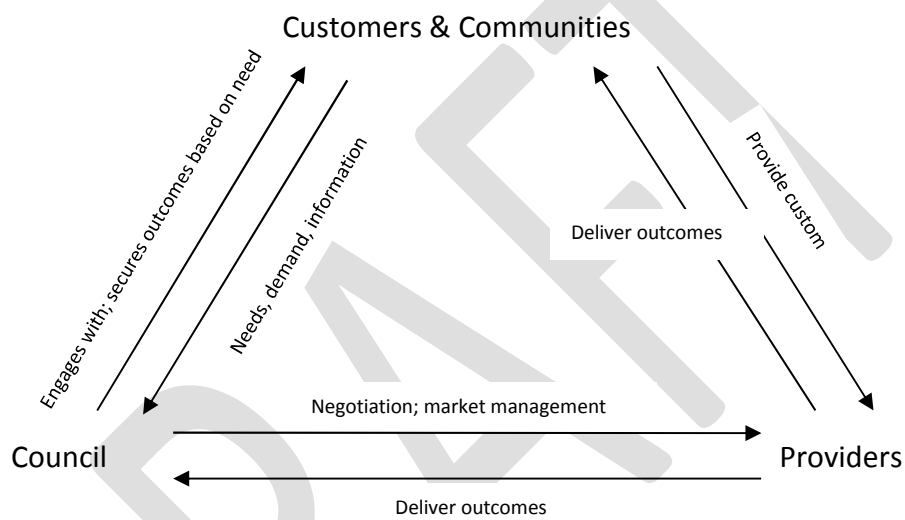 Customers & Communities
Engages with; secures outcomes based on need
Needs, demand, information
Provide custom
Deliver outcomes
Negotiation; market management
Council
Providers
Deliver outcomes
DRAFT